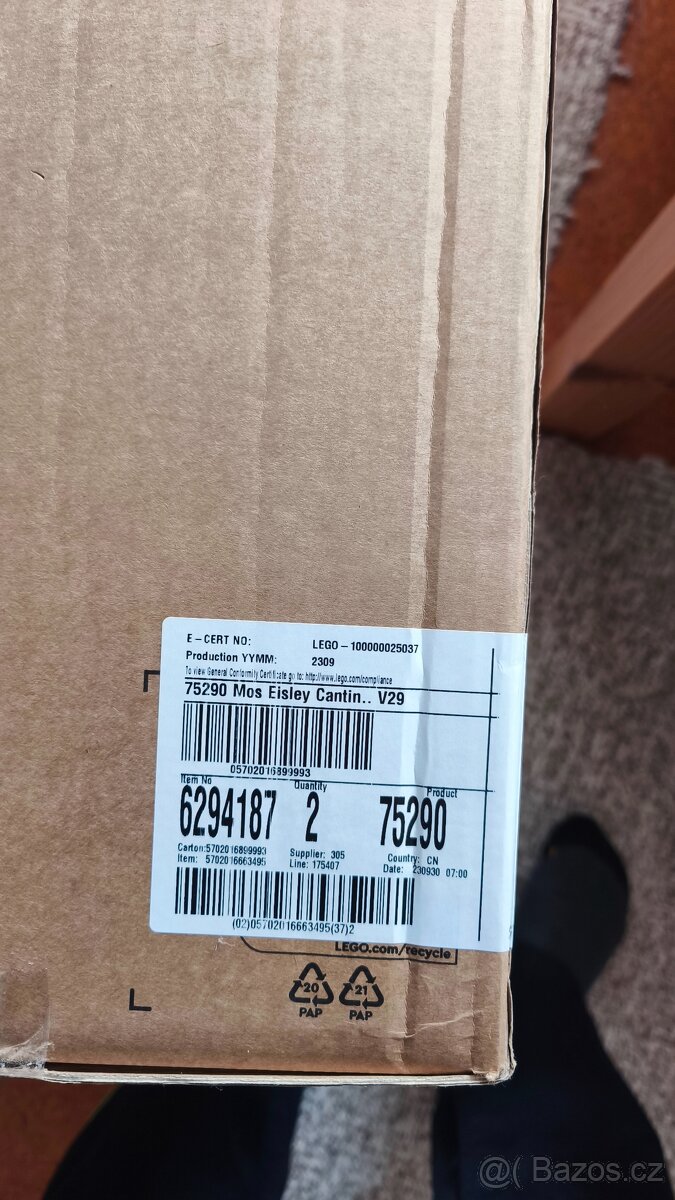 E-CERT NO: LEGO-100000025037
Production YYMM: 2309
To view General Conformity Certificate go to: http://www.lego.com/compliance
75290 Mos Eisley Cantin.. V29
05702016899993
Item No Quantity Product
6294187 2 75290
Carton:5702016899993 Supplier: 305 Country: CN
Item: 5702016663495 Line: 175407 Date: 230930 07:00
(02)05702016663495(37)2
LEGO.com/recycle
20 21
PAP PAP
@( Bazos.cz